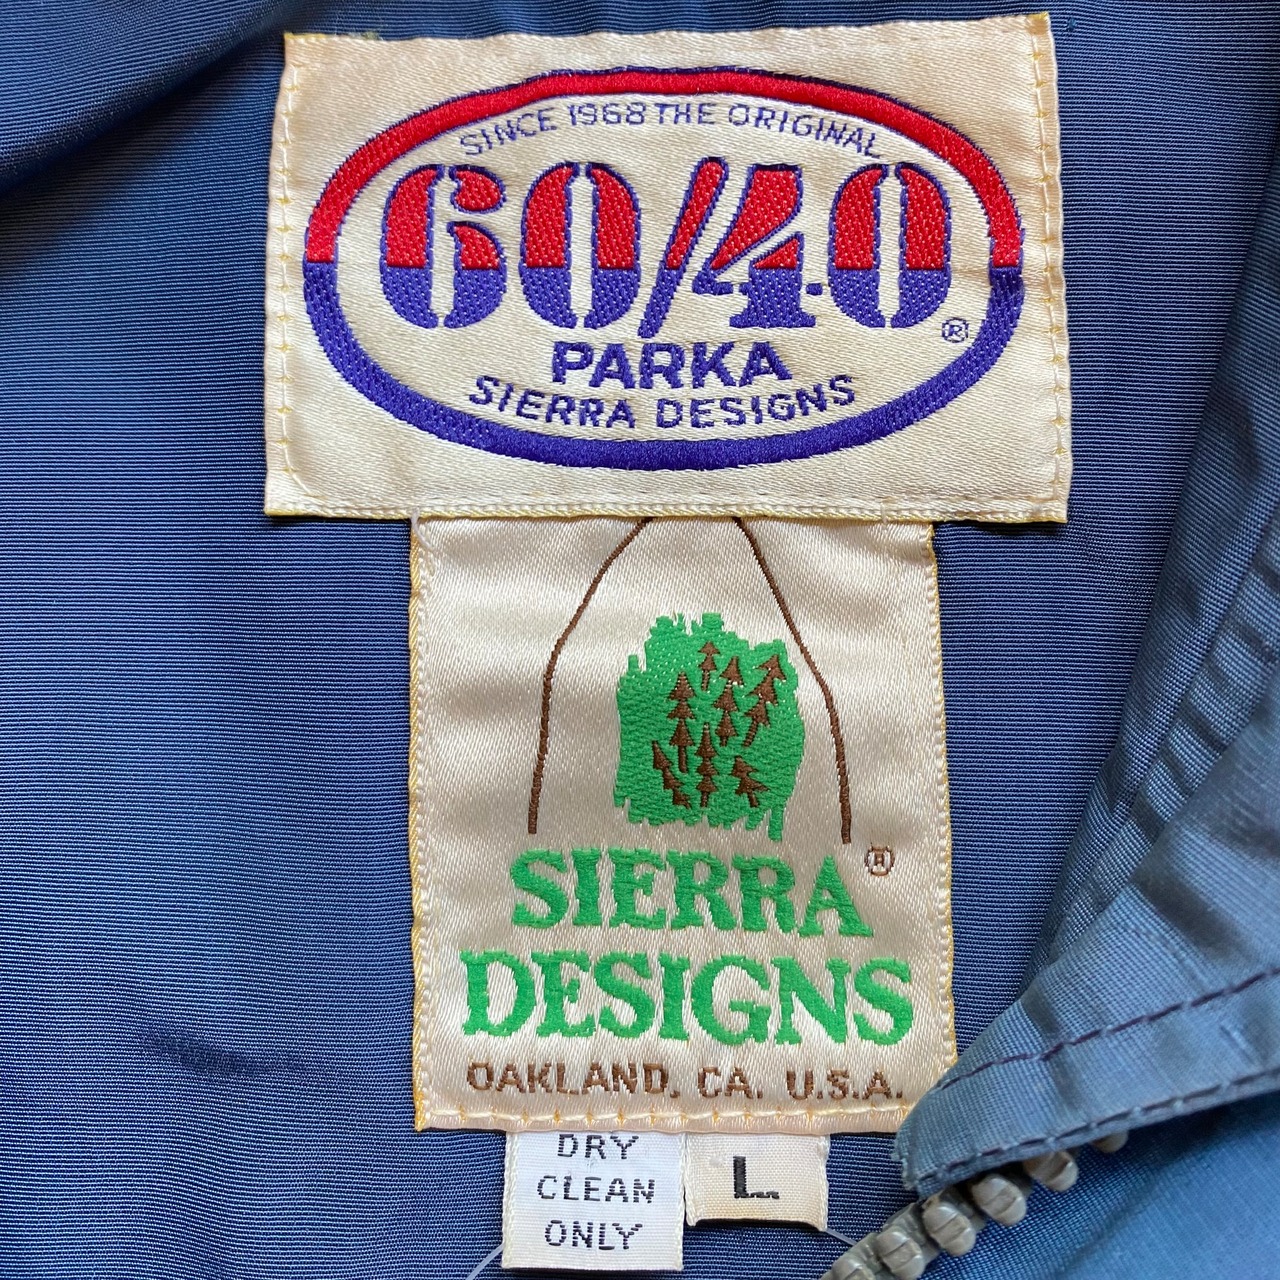 SINCE 1968 THE ORIGINAL
60/40®
PARKA
SIERRA DESIGNS
®
SIERRA
DESIGNS
OAKLAND, CA. U.S.A.
DRY
CLEAN
ONLY
L